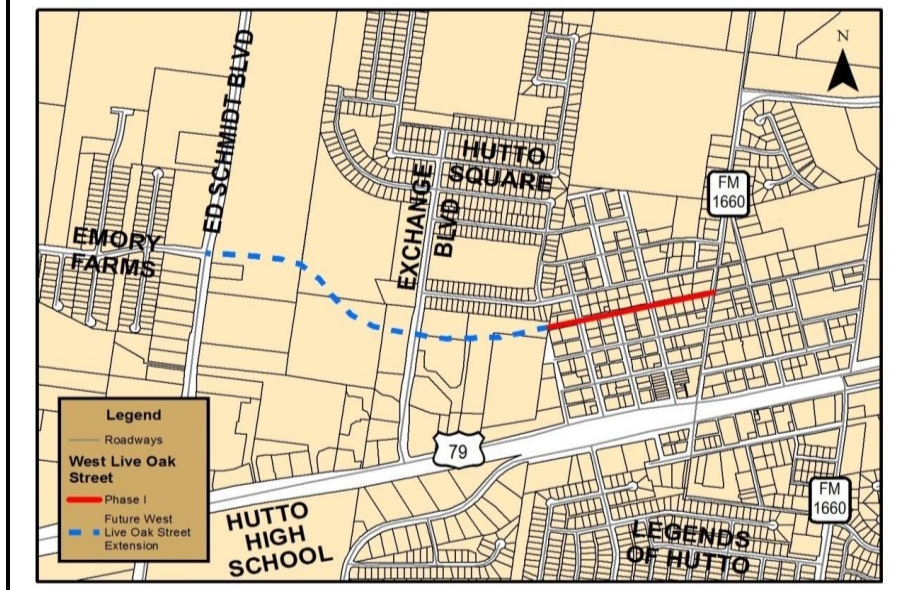 N
ED SCHMIDT BLVD
HUTTO
SQUARE
EXCHANGE
BLVD
FM
1660
EMORY
FARMS
79
Legend
Roadways
West Live Oak
Street
Phase I
Future West
Live Oak Street
Extension
HUTTO
HIGH
SCHOOL
LEGENDS
OF HUTTO
FM
1660